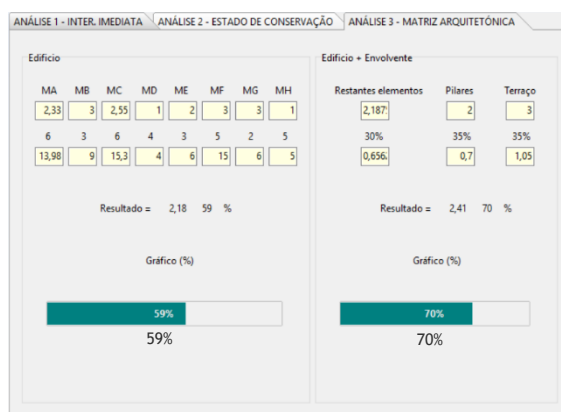 ANÁLISE 1 - INTER. IMEDIATA ANÁLISE 2 - ESTADO DE CONSERVAÇÃO ANÁLISE 3 - MATRIZ ARQUITETÓNICA
Edifício
MA MB MC MD ME MF MG MH
2,33 3 2,55 1 2 3 3 1
6 3 6 4 3 5 2 5
13,98 9 15,3 4 6 15 6 5
Resultado = 2,18 59 %
Gráfico (%)
59%
59%
Edifício + Envolvente
Restantes elementos Pilares Terraço
2,187 2 3
30% 35% 35%
0,656 0,7 1,05
Resultado = 2,41 70 %
Gráfico (%)
70%
70%